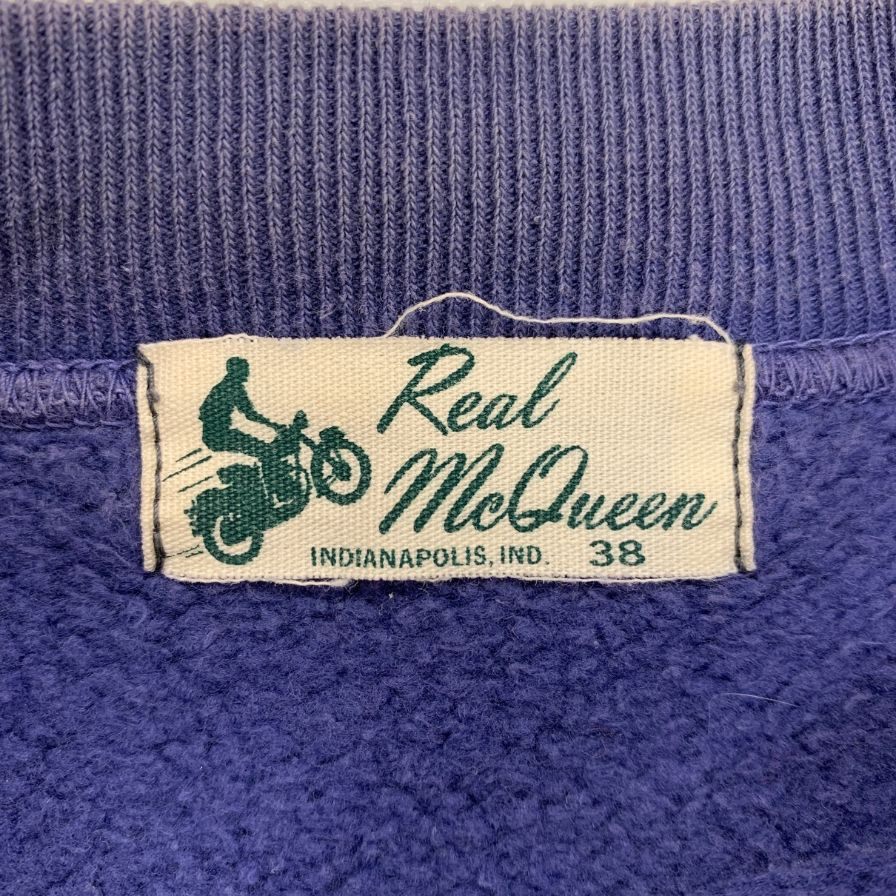 Real
McQueen
INDIANAPOLIS, IND. 38